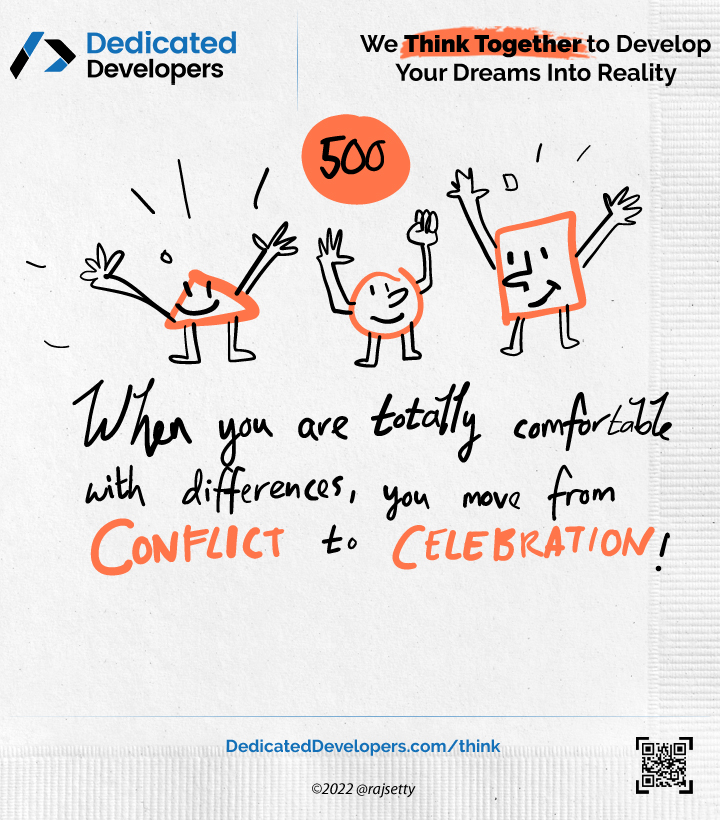 Dedicated
Developers
We Think Together to Develop
Your Dreams Into Reality
500
When you are totally comfortable
with differences, you move from
CONFLICT to CELEBRATION!
DedicatedDevelopers.com/think
©2022 @rajsetty